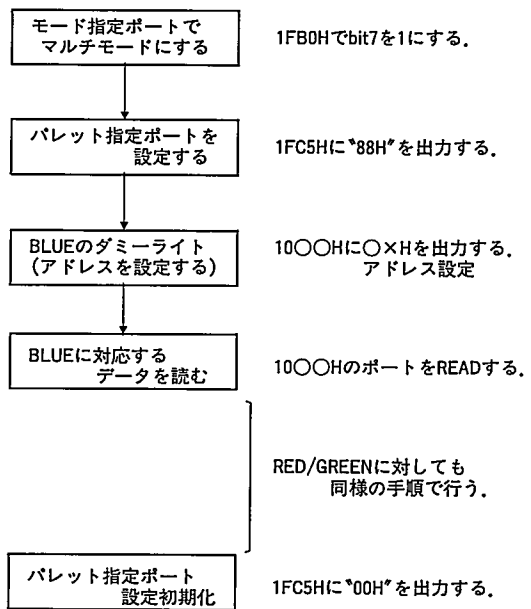 モード指定ポートで
マルチモードにする
1FB0Hでbit7を1にする.
パレット指定ポートを
設定する
1FC5Hに〝88H″を出力する.
BLUEのダミーライト
(アドレスを設定する)
10○○Hに○×Hを出力する.
アドレス設定
BLUEに対応する
データを読む
10○○HのポートをREADする.
RED/GREENに対しても
同様の手順で行う.
パレット指定ポート
設定初期化
1FC5Hに〝00H″を出力する.